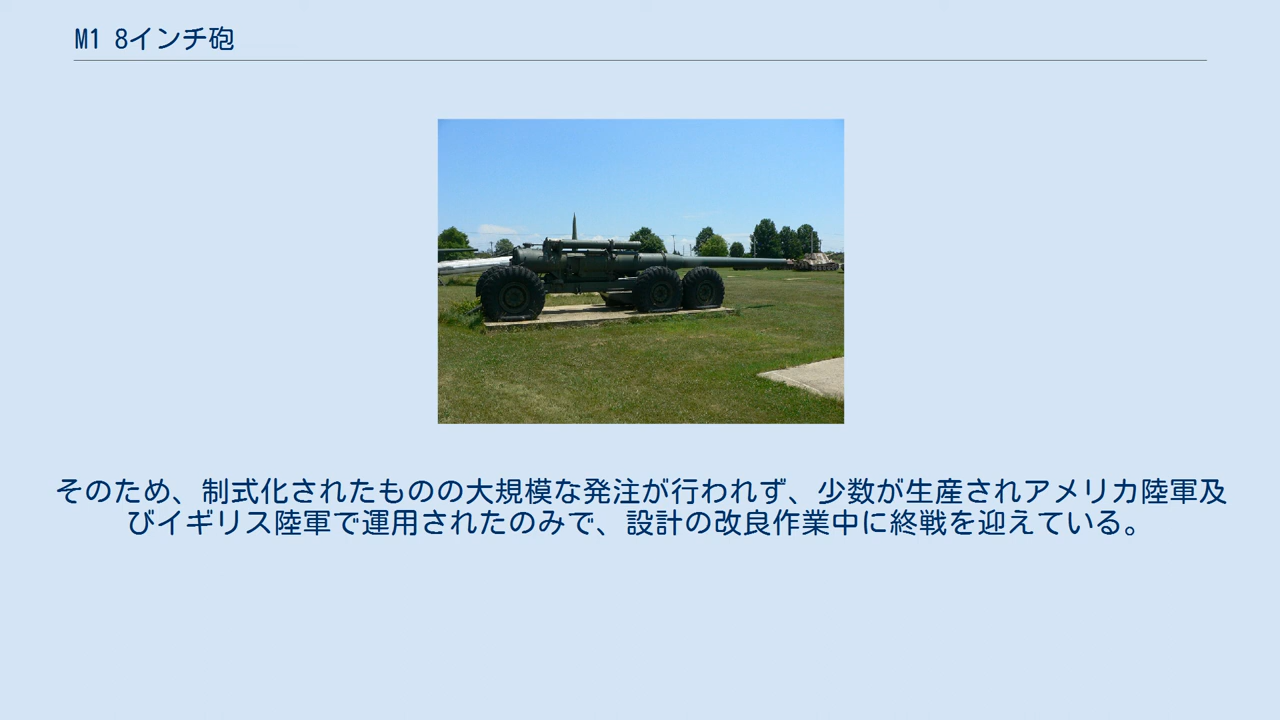 M1 8インチ砲
そのため、制式化されたものの大規模な発注が行われず、少数が生産されアメリカ陸軍及
びイギリス陸軍で運用されたのみで、設計の改良作業中に終戦を迎えている。